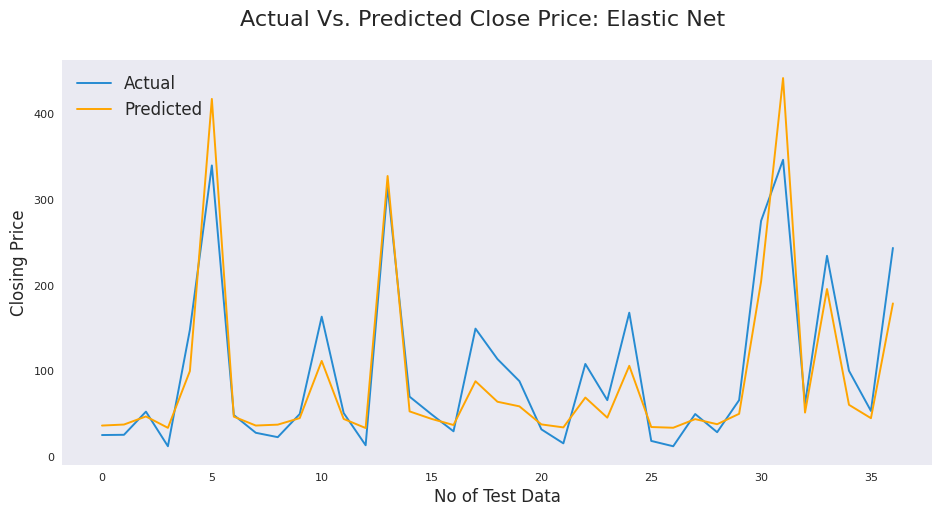 Actual Vs. Predicted Close Price: Elastic Net
Actual
Predicted
Closing Price
400
300
200
100
0
0 5 10 15 20 25 30 35
No of Test Data